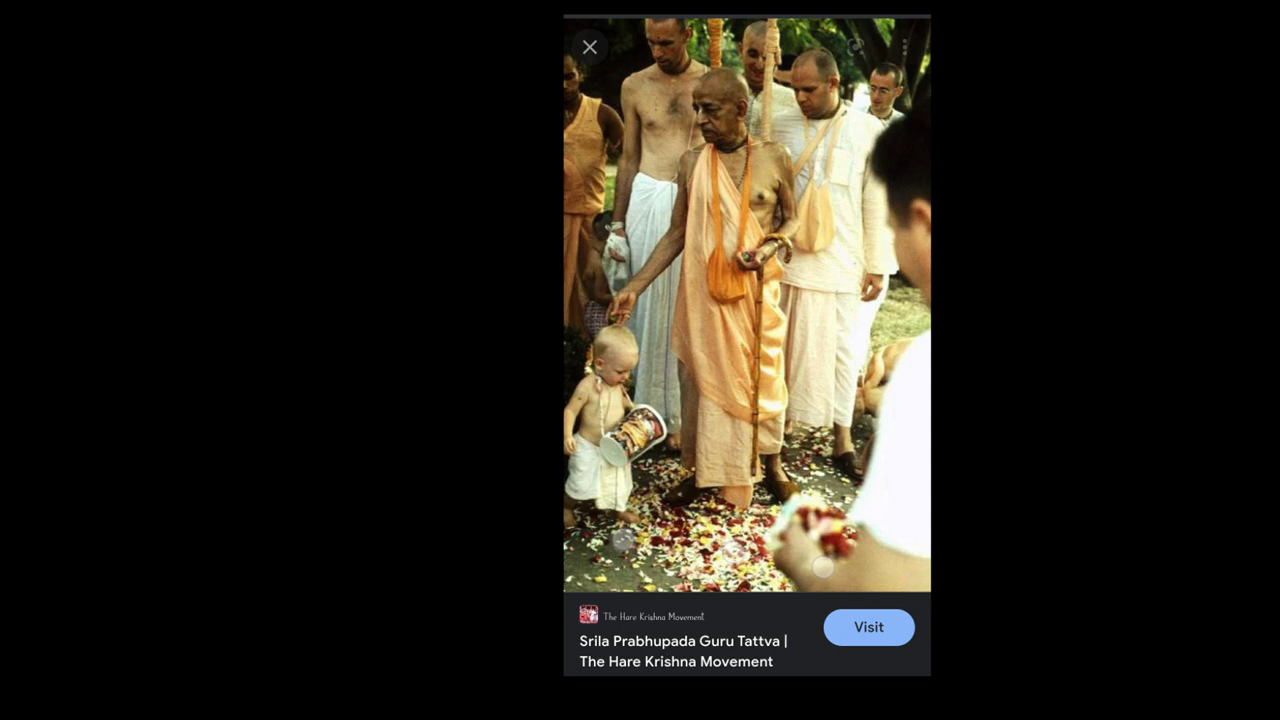 The Hare Krishna Movement
Srila Prabhupada Guru Tattva |
The Hare Krishna Movement
Visit